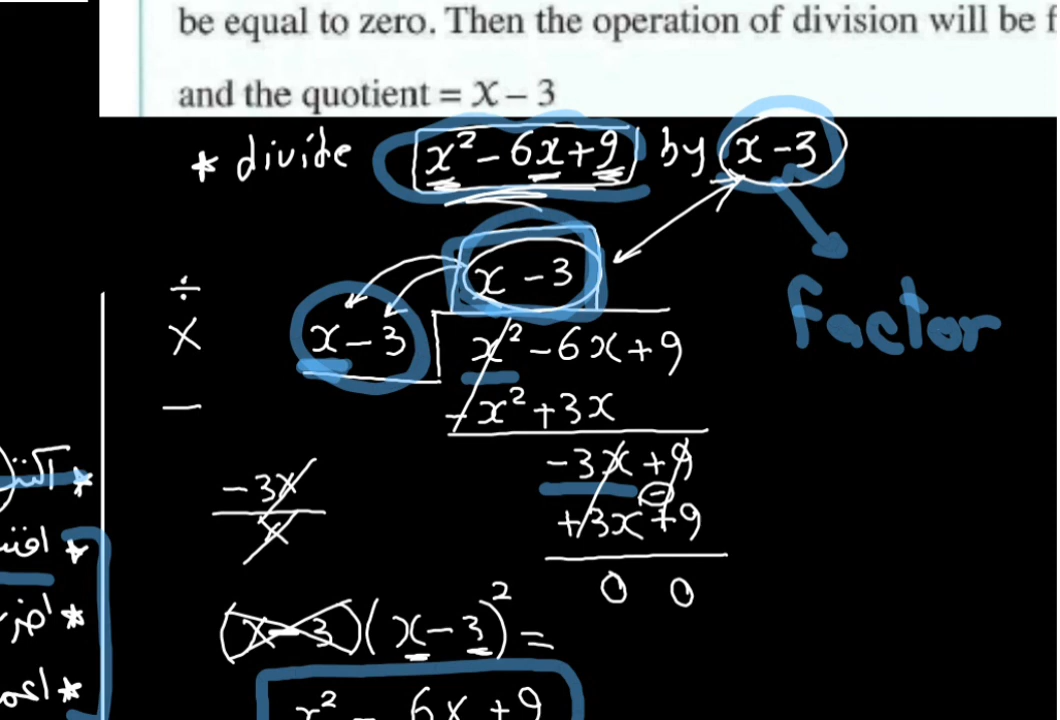 be equal to zero. Then the operation of division will be
and the quotient = X – 3
* divide x² – 6x + 9 by x – 3
x – 3
÷
x – 3 x² – 6x + 9
×
– x² + 3x
–
– 3x + 9
– 3x
x
+ 3x + 9
–
0 0
(x – 3)(x – 3)² =
x² – 6x + 9
Factor
*
*
*
*